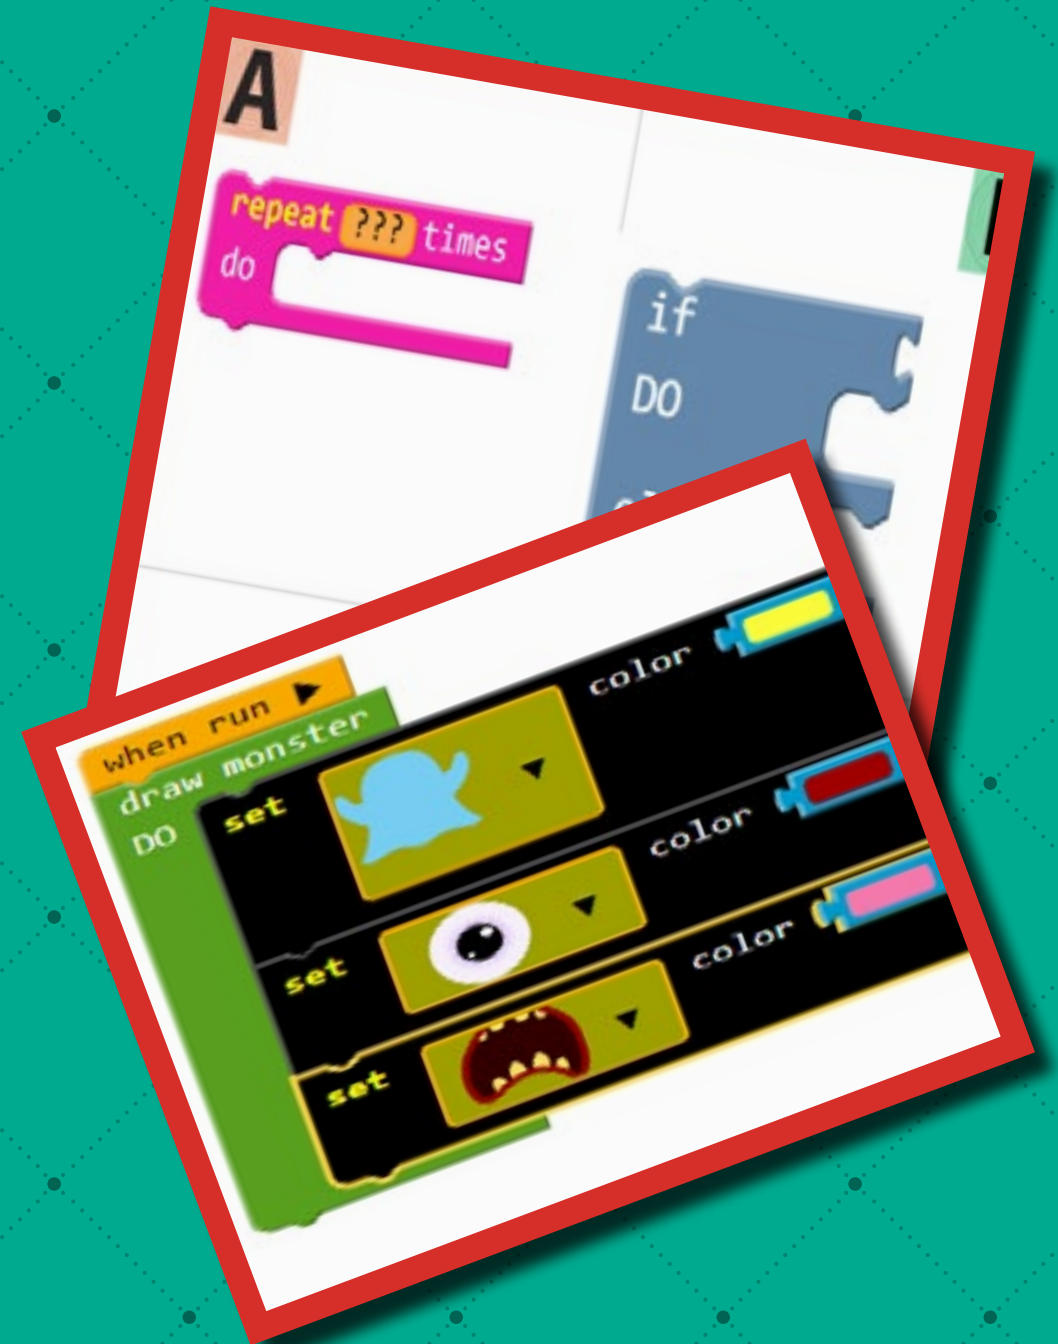 A
repeat ??? times
do
if
DO
when run
draw monster
DO
set color
set color
set color